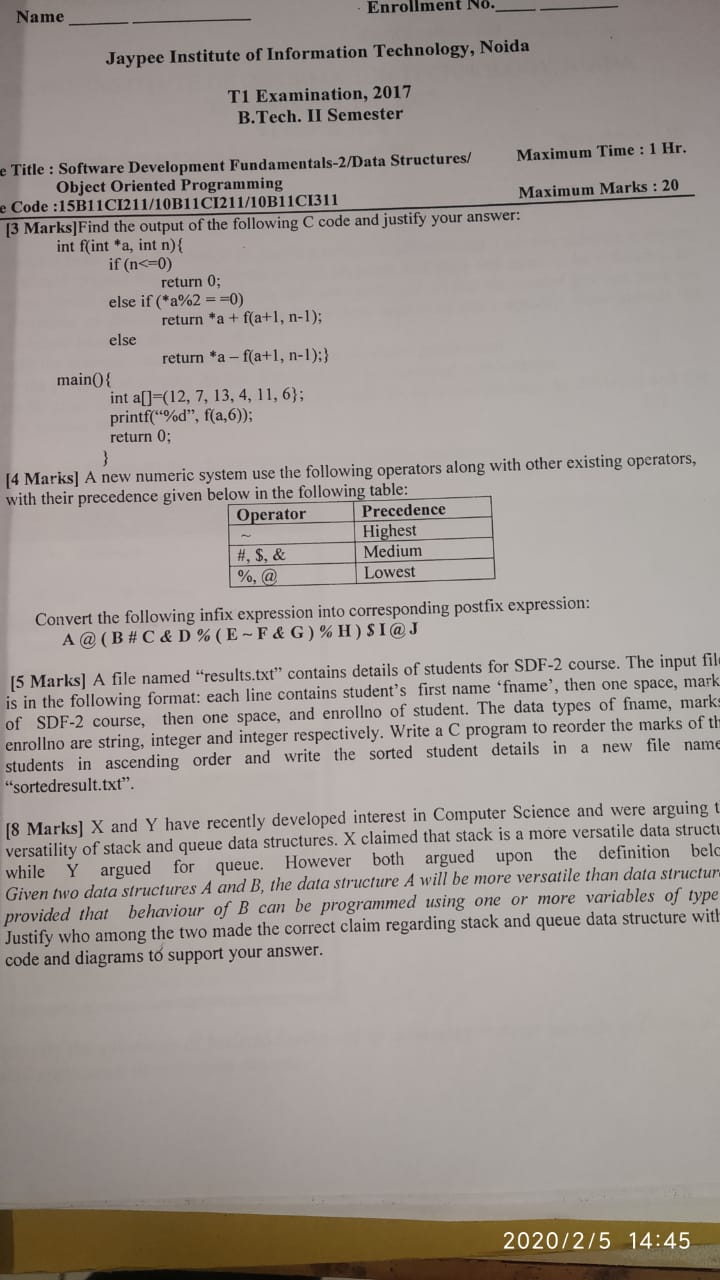 Name ______ ____________
Enrollment No._____ ________
Jaypee Institute of Information Technology, Noida
T1 Examination, 2017
B.Tech. II Semester
e Title : Software Development Fundamentals-2/Data Structures/
Object Oriented Programming
Maximum Time : 1 Hr.
e Code :15B11CI211/10B11CI211/10B11CI311
Maximum Marks : 20
[3 Marks]Find the output of the following C code and justify your answer:
int f(int *a, int n){
if (n<=0)
return 0;
else if (*a%2 = =0)
return *a + f(a+1, n-1);
else
return *a – f(a+1, n-1);}
main(){
int a[]=(12, 7, 13, 4, 11, 6};
printf(“%d”, f(a,6));
return 0;
}
[4 Marks] A new numeric system use the following operators along with other existing operators,
with their precedence given below in the following table:
Operator Precedence
~ Highest
#, $, & Medium
%, @ Lowest
Convert the following infix expression into corresponding postfix expression:
A @ ( B # C & D % ( E ~ F & G ) % H ) $ I @ J
[5 Marks] A file named “results.txt” contains details of students for SDF-2 course. The input file
is in the following format: each line contains student’s first name ‘fname’, then one space, mark
of SDF-2 course, then one space, and enrollno of student. The data types of fname, marks
enrollno are string, integer and integer respectively. Write a C program to reorder the marks of th
students in ascending order and write the sorted student details in a new file name
“sortedresult.txt”.
[8 Marks] X and Y have recently developed interest in Computer Science and were arguing t
versatility of stack and queue data structures. X claimed that stack is a more versatile data structu
while Y argued for queue. However both argued upon the definition belo
Given two data structures A and B, the data structure A will be more versatile than data structure
provided that behaviour of B can be programmed using one or more variables of type
Justify who among the two made the correct claim regarding stack and queue data structure with
code and diagrams to support your answer.
2020/2/5 14:45